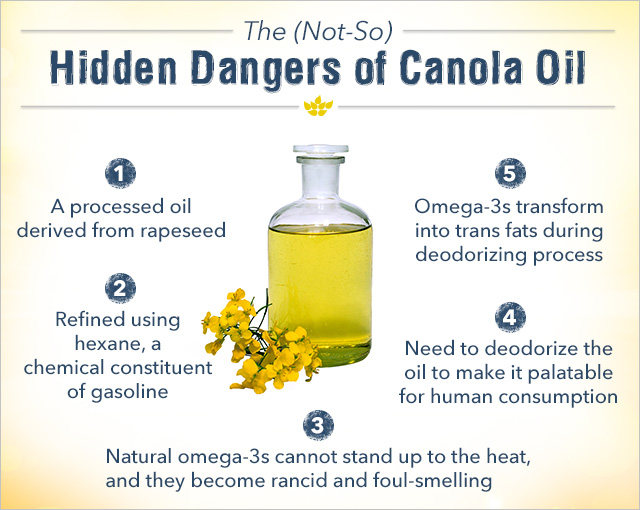 The (Not-So)
Hidden Dangers of Canola Oil
1
A processed oil
derived from rapeseed
2
Refined using
hexane, a
chemical constituent
of gasoline
3
Natural omega-3s cannot stand up to the heat,
and they become rancid and foul-smelling
4
Need to deodorize the
oil to make it palatable
for human consumption
5
Omega-3s transform
into trans fats during
deodorizing process